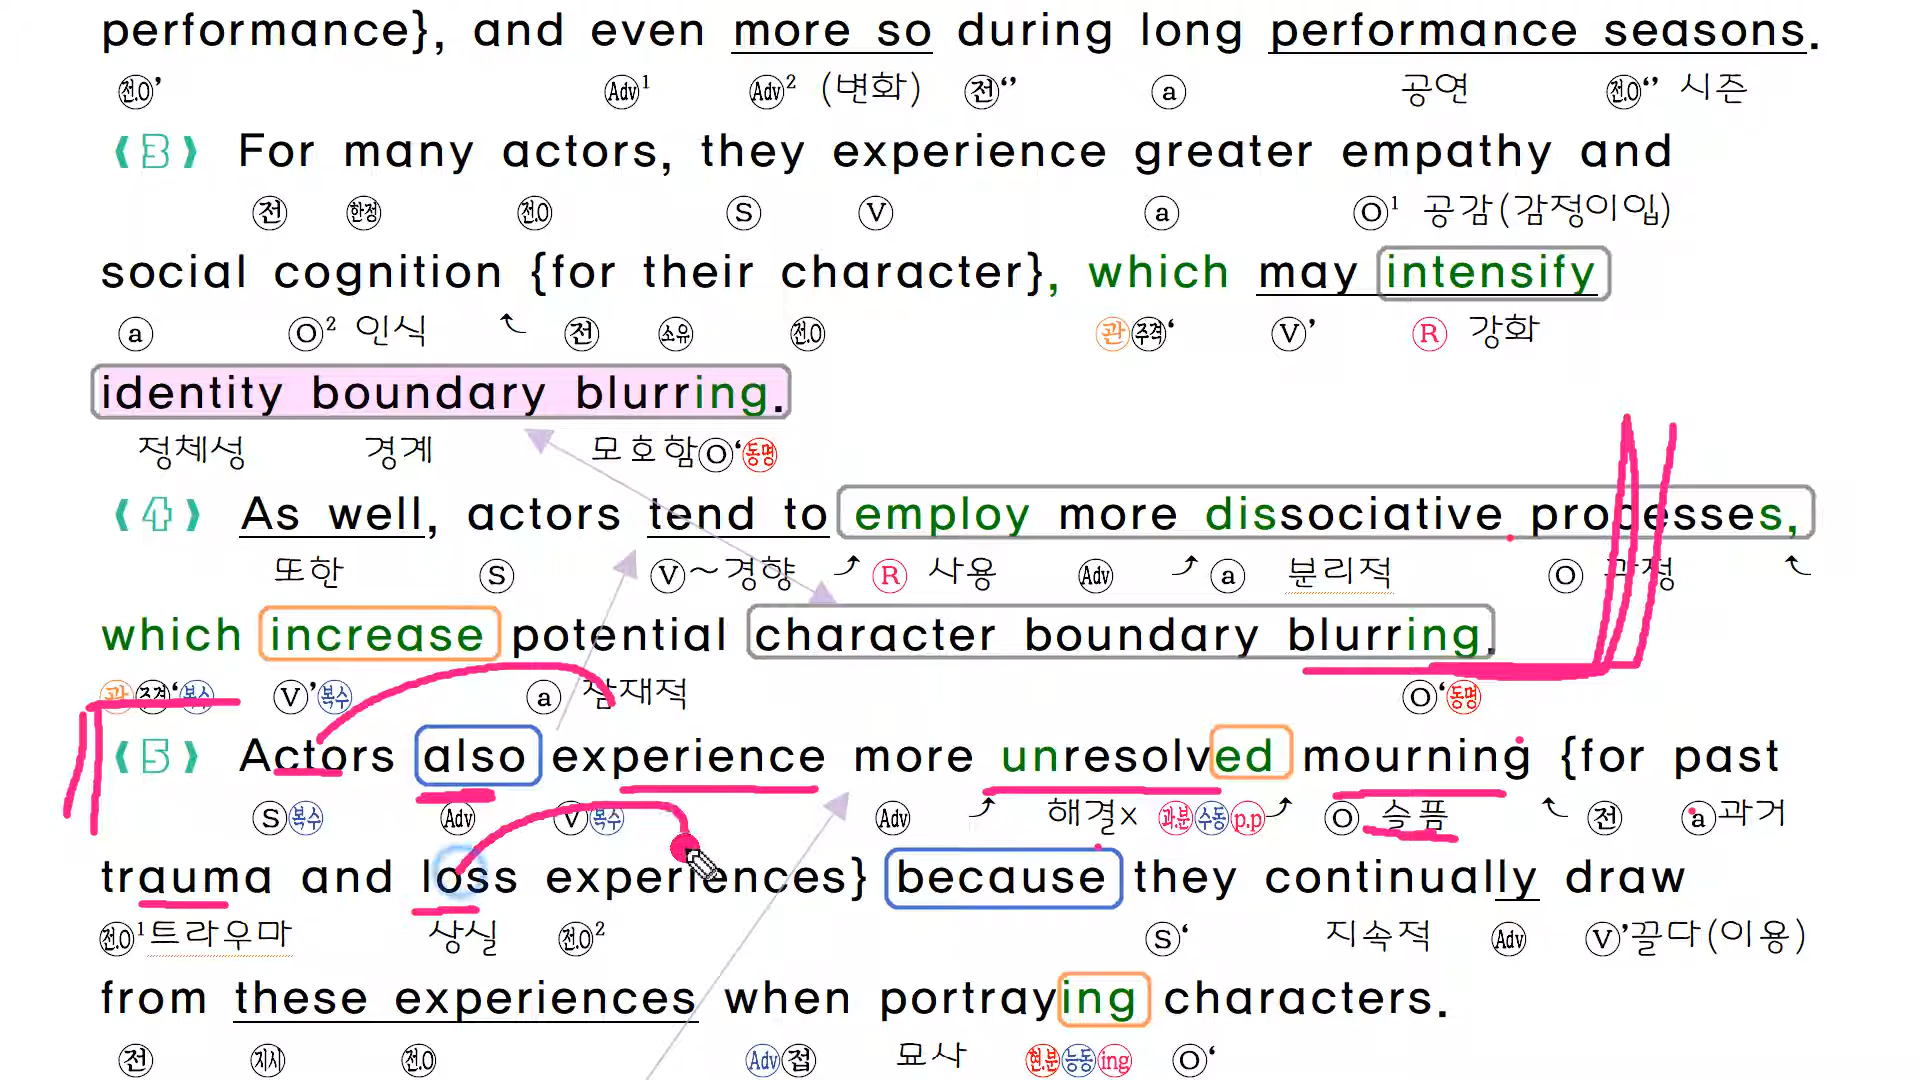 performance}, and even more so during long performance seasons.
전.O’ Adv1 Adv2 (변화) 전‘’ a 공연 전.O‘’ 시즌
(3) For many actors, they experience greater empathy and
전 한정 전.O S V a O1 공감(감정이입)
social cognition {for their character}, which may intensify
a O2 인식 전 소유 전.O 관 주격‘ V’ R 강화
identity boundary blurring.
정체성 경계 모호함 O‘ 동명
(4) As well, actors tend to employ more dissociative processes,
또한 S V ~경향 R 사용 Adv a 분리적 O 과정
which increase potential character boundary blurring.
관 주격‘ 복수 V’ 복수 a 잠재적 O‘ 동명
(5) Actors also experience more unresolved mourning {for past
S 복수 Adv V 복수 Adv 해결x 과.분 수동 p.p O 슬픔 전 a 과거
trauma and loss experiences} because they continually draw
전.O1 트라우마 상실 전.O2 S‘ 지속적 Adv V’ 끌다(이용)
from these experiences when portraying characters.
전 지시 전.O Adv 접 묘사 현.분 능동 ing O‘